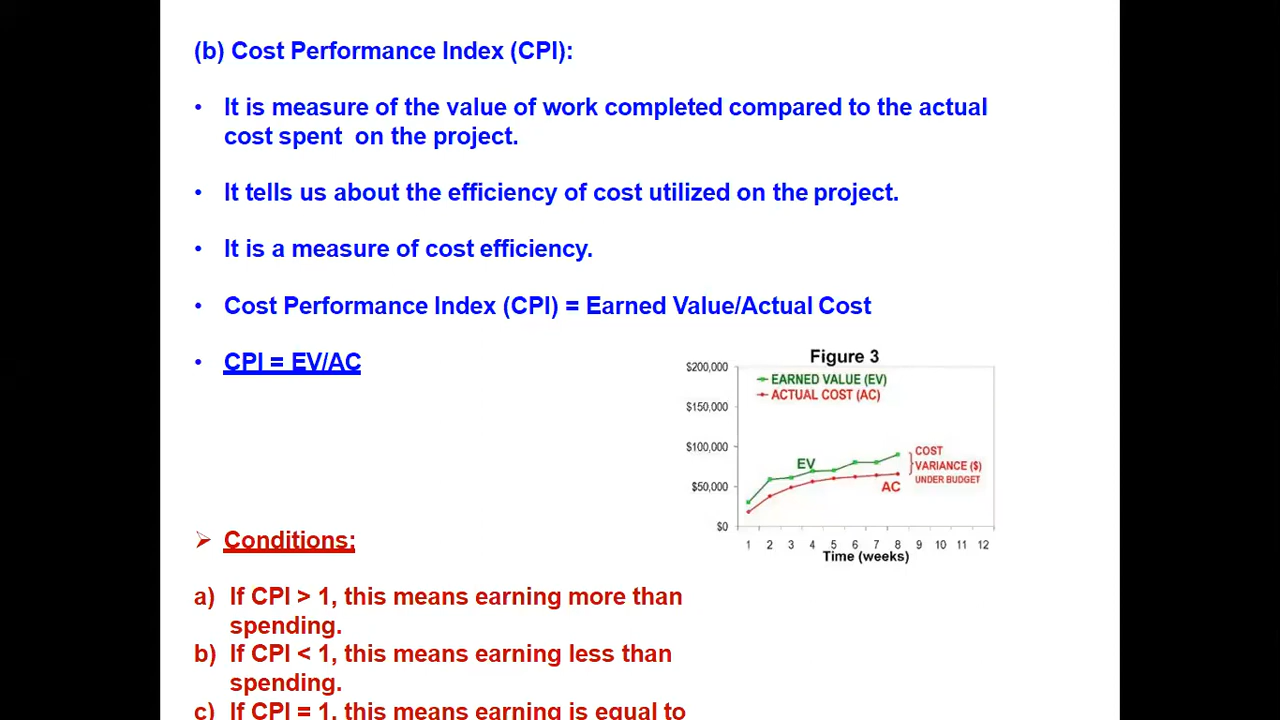 (b) Cost Performance Index (CPI):
• It is measure of the value of work completed compared to the actual
cost spent on the project.
• It tells us about the efficiency of cost utilized on the project.
• It is a measure of cost efficiency.
• Cost Performance Index (CPI) = Earned Value/Actual Cost
• CPI = EV/AC
Figure 3
$200,000
$150,000
$100,000
$50,000
$0
EARNED VALUE (EV)
ACTUAL COST (AC)
EV
AC
COST
VARIANCE ($)
UNDER BUDGET
1 2 3 4 5 6 7 8 9 10 11 12
Time (weeks)
➢ Conditions:
a) If CPI > 1, this means earning more than
spending.
b) If CPI < 1, this means earning less than
spending.
c) If CPI = 1, this means earning is equal to